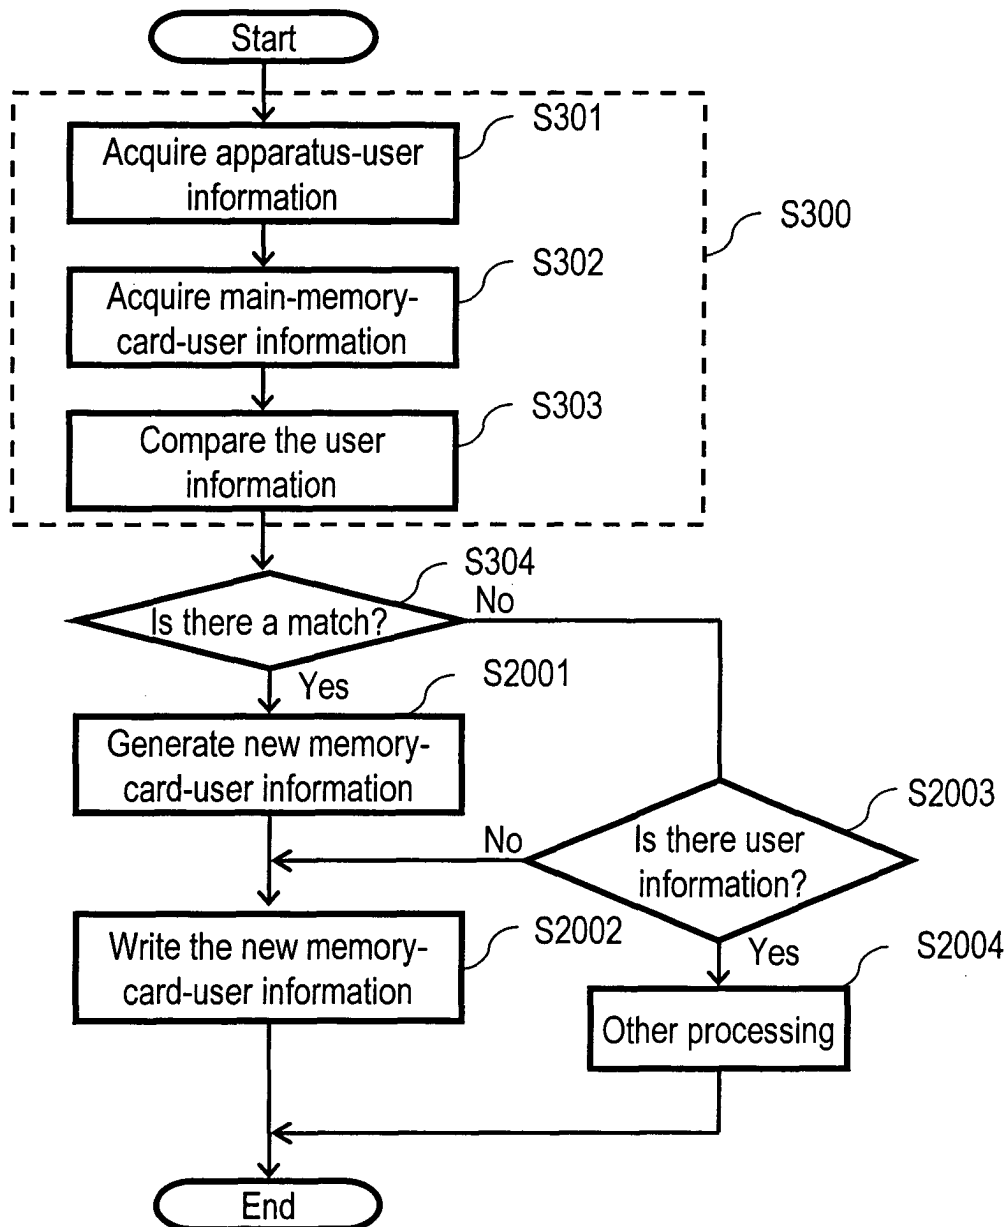 Start
S301
Acquire apparatus-user
information
S300
S302
Acquire main-memory-
card-user information
S303
Compare the user
information
S304
Is there a match?
No
Yes
S2001
Generate new memory-
card-user information
S2003
Is there user
information?
No
Yes
S2002
Write the new memory-
card-user information
S2004
Other processing
End